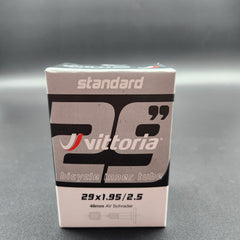 standard
29"
vittoria
bicycle inner tube
29x1.95/2.5
48mm AV Schrader